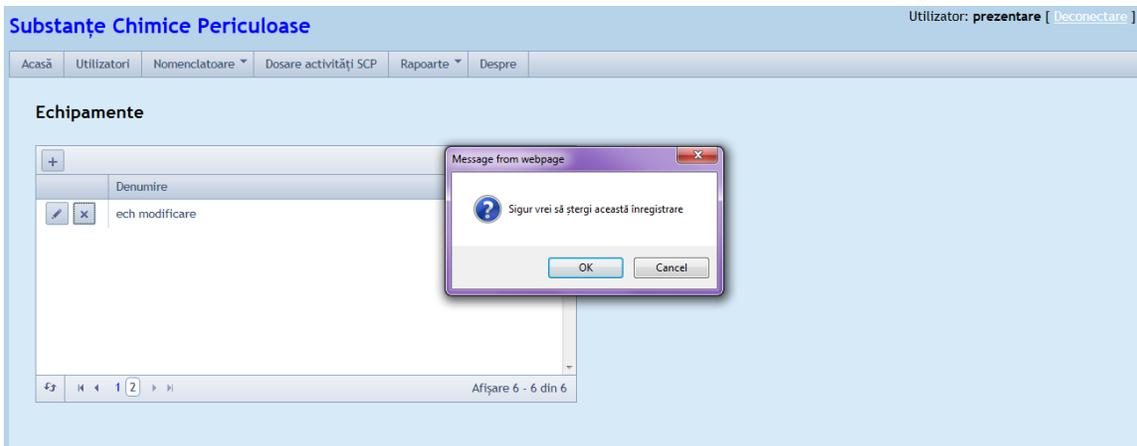 Substanțe Chimice Periculoase
Utilizator: prezentare [ Deconectare ]
Acasă Utilizatori Nomenclatoare Dosare activități SCP Rapoarte Despre
Echipamente
Message from webpage
Denumire
Sigur vrei să ștergi această înregistrare
ech modificare
OK Cancel
1 2 Afișare 6 - 6 din 6